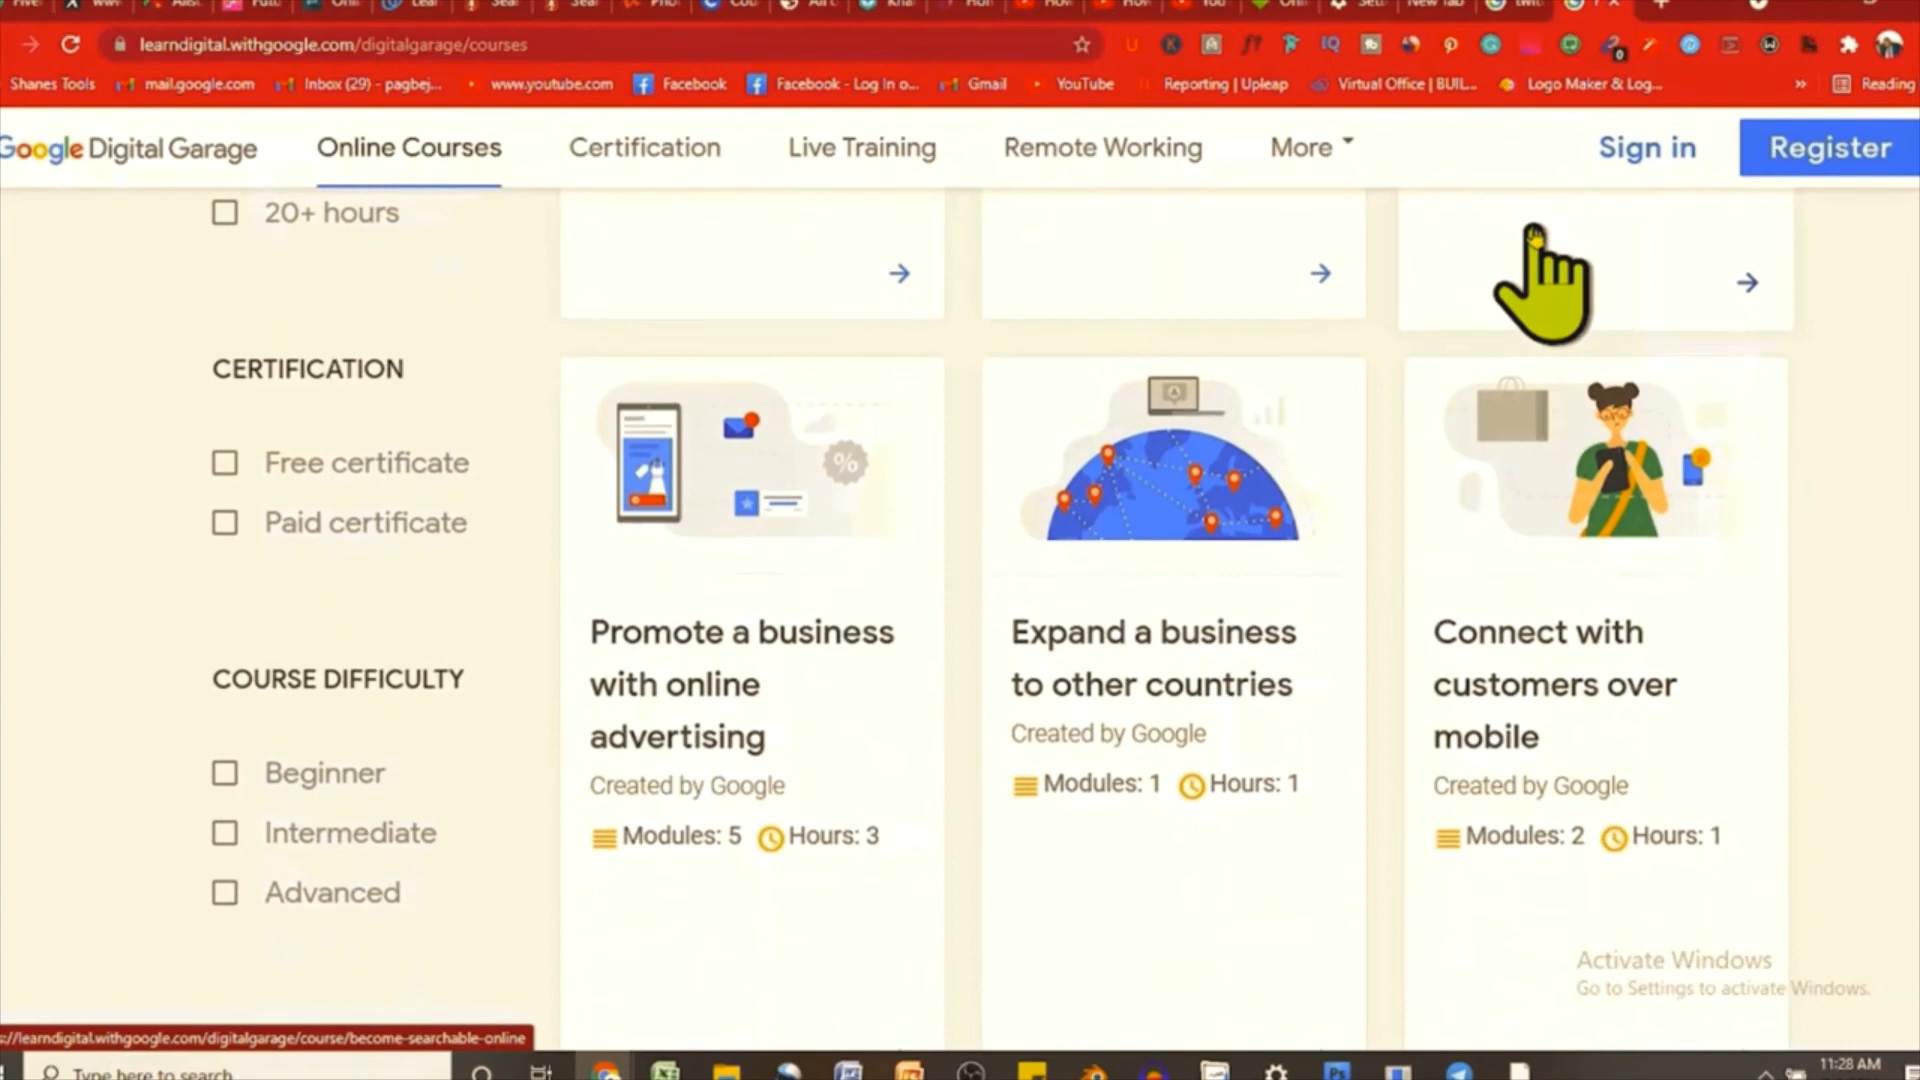 learndigital.withgoogle.com/digitalgarage/courses
Shanes Tools mail.google.com Inbox (29) - pagbej... www.youtube.com Facebook Facebook - Log In o... Gmail YouTube Reporting | Upleap Virtual Office | BUIL... Logo Maker & Log... » Reading
Google Digital Garage Online Courses Certification Live Training Remote Working More Sign in Register
20+ hours
CERTIFICATION
Free certificate
Paid certificate
COURSE DIFFICULTY
Beginner
Intermediate
Advanced
%
Promote a business
with online
advertising
Created by Google
Modules: 5 Hours: 3
Expand a business
to other countries
Created by Google
Modules: 1 Hours: 1
Connect with
customers over
mobile
Created by Google
Modules: 2 Hours: 1
Activate Windows
Go to Settings to activate Windows.
://learndigital.withgoogle.com/digitalgarage/course/become-searchable-online
Type here to search
11:28 AM